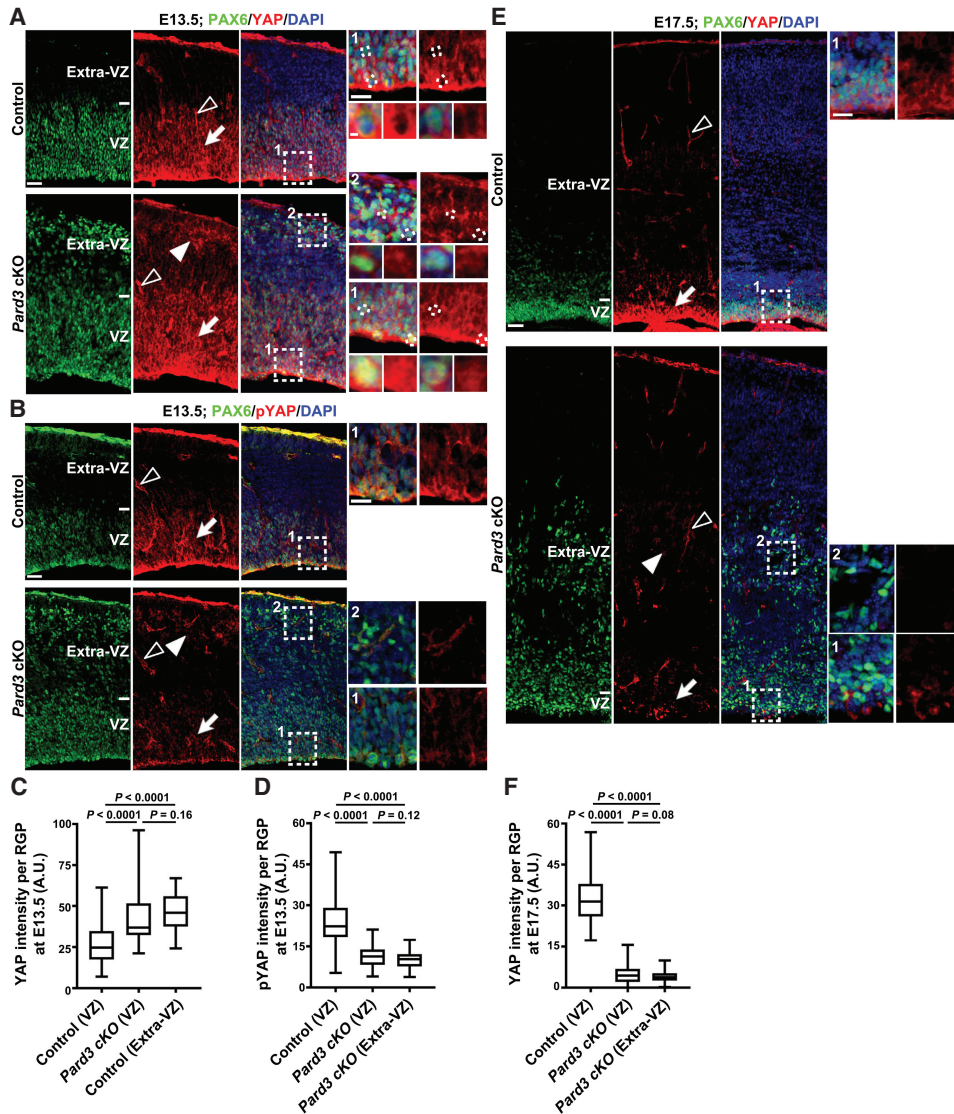 A
E13.5; PAX6/YAP/DAPI
Control
Extra-VZ
VZ
1
1
Pard3 cKO
Extra-VZ
VZ
2
1
2
1
B
E13.5; PAX6/pYAP/DAPI
Control
Extra-VZ
VZ
1
1
Pard3 cKO
Extra-VZ
VZ
2
1
2
1
E
E17.5; PAX6/YAP/DAPI
Control
Extra-VZ
VZ
1
1
Pard3 cKO
Extra-VZ
VZ
2
1
2
1
C
P < 0.0001
P < 0.0001 P = 0.16
YAP intensity per RGP
at E13.5 (A.U.)
100
75
50
25
0
Control (VZ)
Pard3 cKO (VZ)
Control (Extra-VZ)
D
P < 0.0001
P < 0.0001 P = 0.12
pYAP intensity per RGP
at E13.5 (A.U.)
60
45
30
15
0
Control (VZ)
Pard3 cKO (VZ)
Pard3 cKO (Extra-VZ)
F
P < 0.0001
P < 0.0001 P = 0.08
YAP intensity per RGP
at E17.5 (A.U.)
60
45
30
15
0
Control (VZ)
Pard3 cKO (VZ)
Pard3 cKO (Extra-VZ)